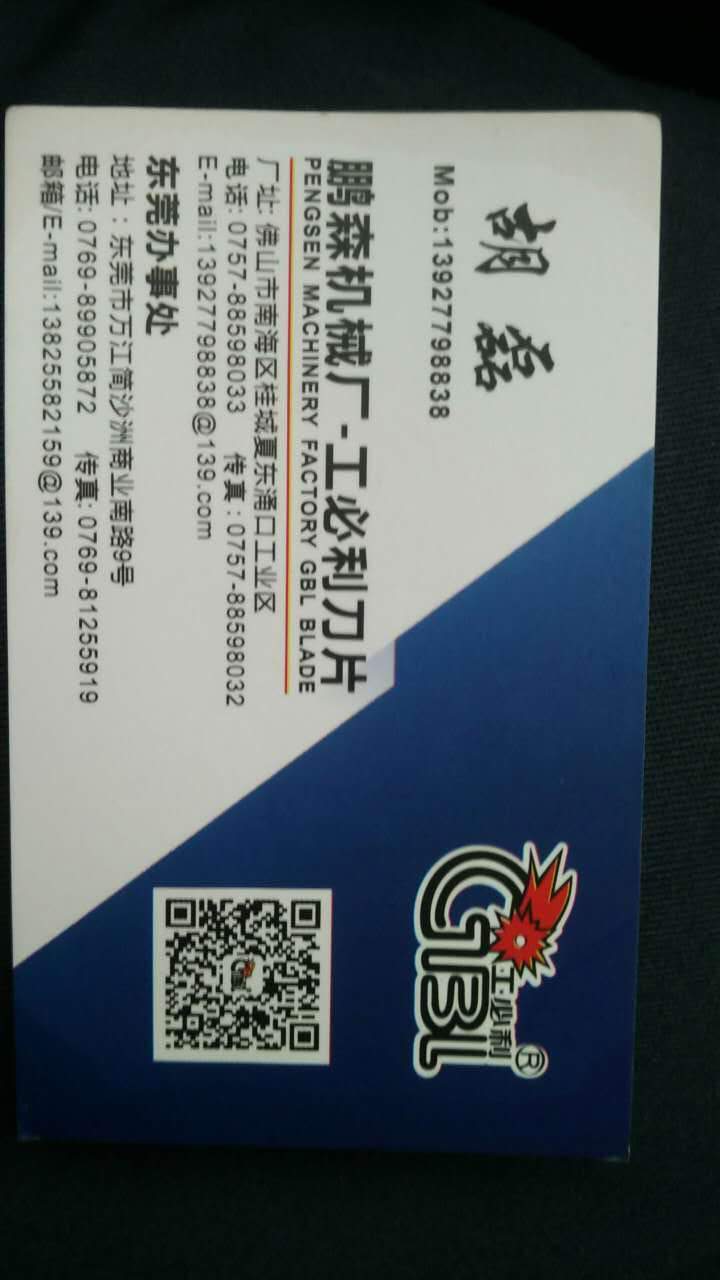 胡 磊
Mob:13927798838
工必利
GBL
®
鹏森机械厂-工必利刀片
PENGSEN MACHINERY FACTORY GBL BLADE
厂址: 佛山市南海区桂城夏东涌口工业区
电话: 0757-88598033 传真 : 0757-88598032
E-mail:13927798838@139.com
东莞办事处
地址 : 东莞市万江简沙洲商业南路9号
电话: 0769-89905872 传真: 0769-81255919
邮箱/E-mail:13825582159@139.com